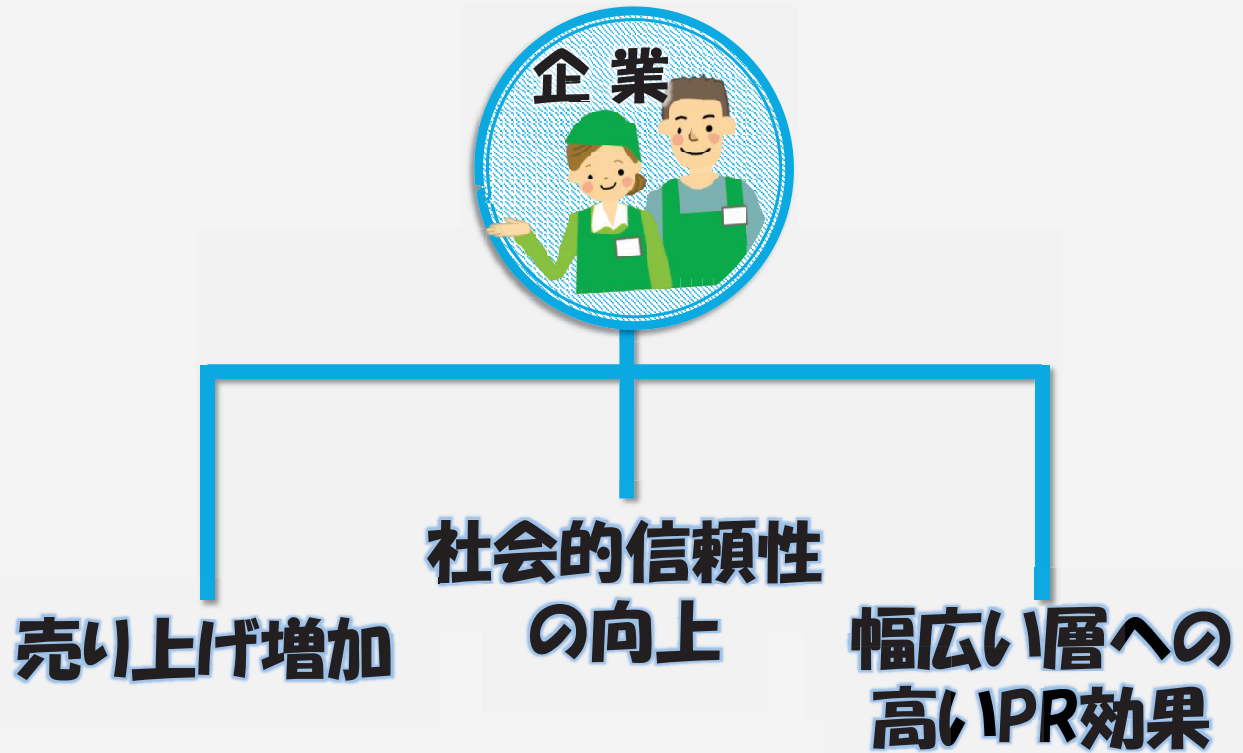 企業
売り上げ増加
社会的信頼性
の向上
幅広い層への
高いPR効果